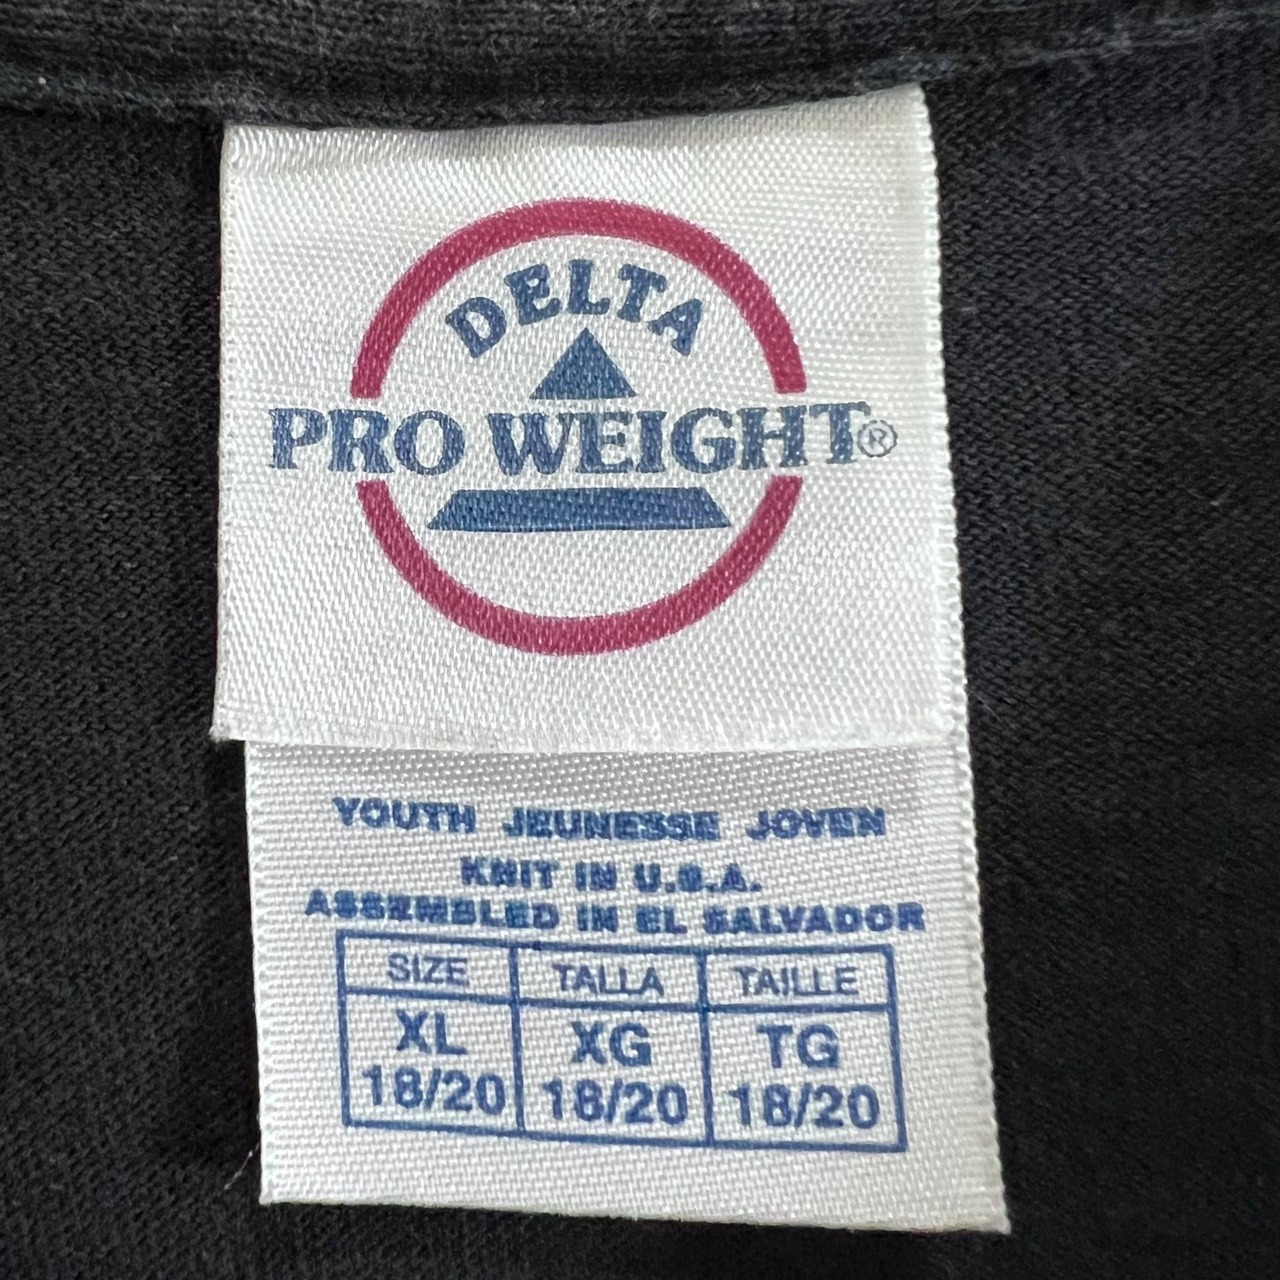 DELTA
PRO WEIGHT®
YOUTH JEUNESSE JOVEN
KNIT IN U.S.A.
ASSEMBLED IN EL SALVADOR
SIZE TALLA TAILLE
XL XG TG
18/20 18/20 18/20